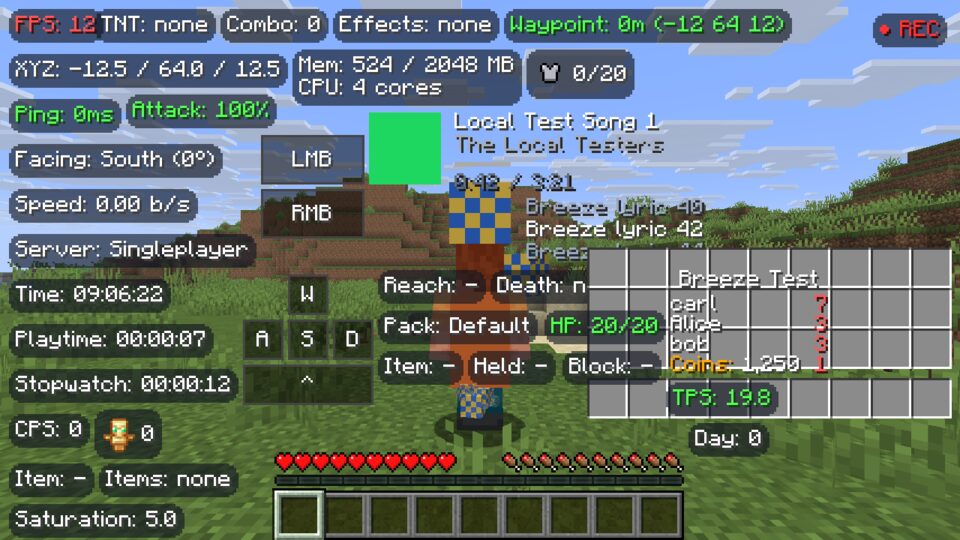 FPS: 12 TNT: none Combo: 0 Effects: none Waypoint: 0m (-12 64 12) REC
XYZ: -12.5 / 64.0 / 12.5
Mem: 524 / 2048 MB
CPU: 4 cores
0/20
Ping: 0ms Attack: 100%
Local Test Song 1
The Local Testers
0:42 / 3:21
Facing: South (0°)
LMB
Speed: 0.00 b/s
RMB
Breeze lyric 40
Breeze lyric 42
Breeze
Server: Singleplayer
Breeze Test
carl 7
Alice 3
bob 3
Coins: 1,250 1
Time: 09:06:22
W
Reach: - Death: n
Playtime: 00:00:07
A S D
Pack: Default HP: 20/20
Item: - Held: - Block: -
Stopwatch: 00:00:12
^
TPS: 19.8
CPS: 0 0
Day: 0
Item: - Items: none
Saturation: 5.0